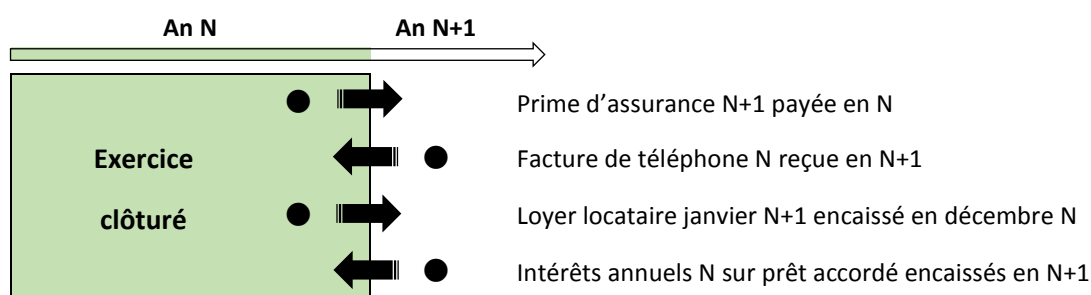 An N An N+1
Prime d’assurance N+1 payée en N
Exercice Facture de téléphone N reçue en N+1
clôturé Loyer locataire janvier N+1 encaissé en décembre N
Intérêts annuels N sur prêt accordé encaissés en N+1